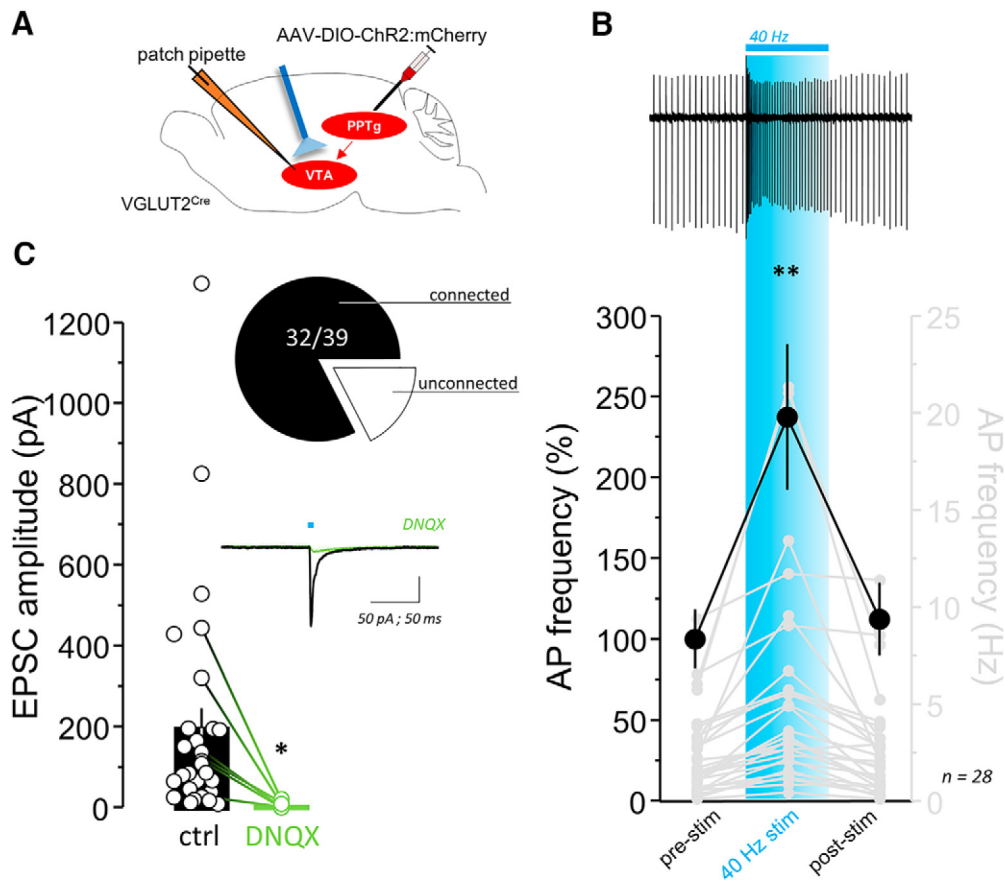 A
AAV-DIO-ChR2:mCherry
patch pipette
PPTg
VTA
VGLUT2Cre
B
40 Hz
**
AP frequency (%)
300
250
200
150
100
50
0
25
20
15
10
5
0
AP frequency (Hz)
n = 28
pre-stim
40 Hz stim
post-stim
C
EPSC amplitude (pA)
1200
1000
800
600
400
200
0
connected
32/39
unconnected
DNQX
50 pA ; 50 ms
*
ctrl
DNQX